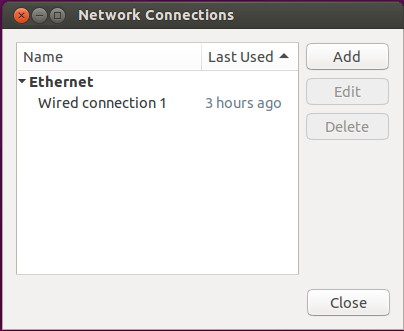 Network Connections
Name Last Used
Ethernet
Wired connection 1 3 hours ago
Add
Edit
Delete
Close